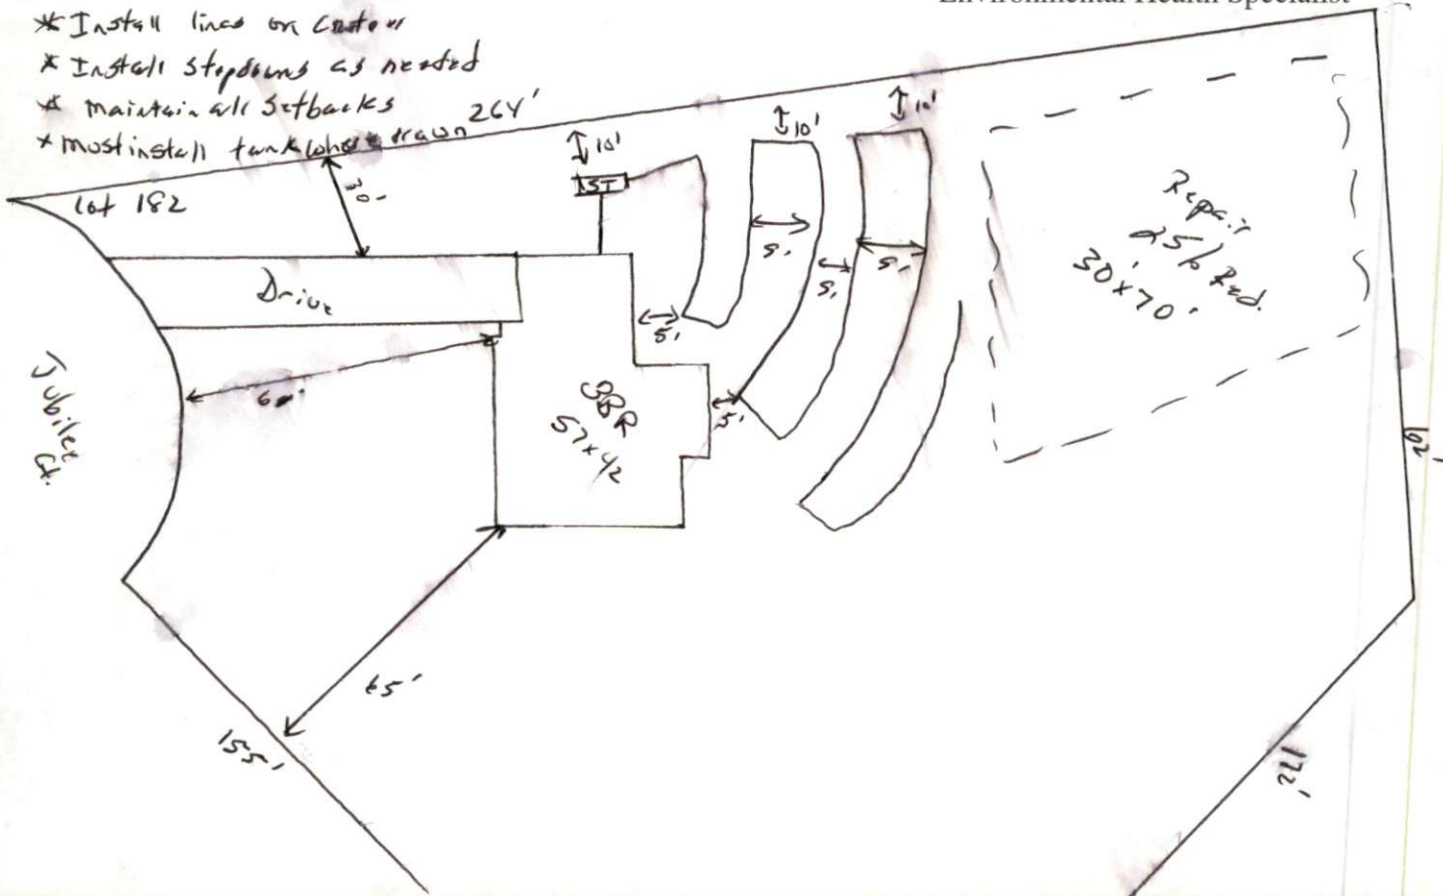 Environmental Health Specialist
* Install lines on Contour
* Install Stepdowns as needed
* maintain all Setbacks
* must install tank where drawn
264'
10'
10'
10'
ST
Lot 182
30'
Drive
9'
9'
9'
5'
5'
60'
3BR
57x42
Repair
25% Red.
30'x70'
Jubilee
Ct.
65'
155'